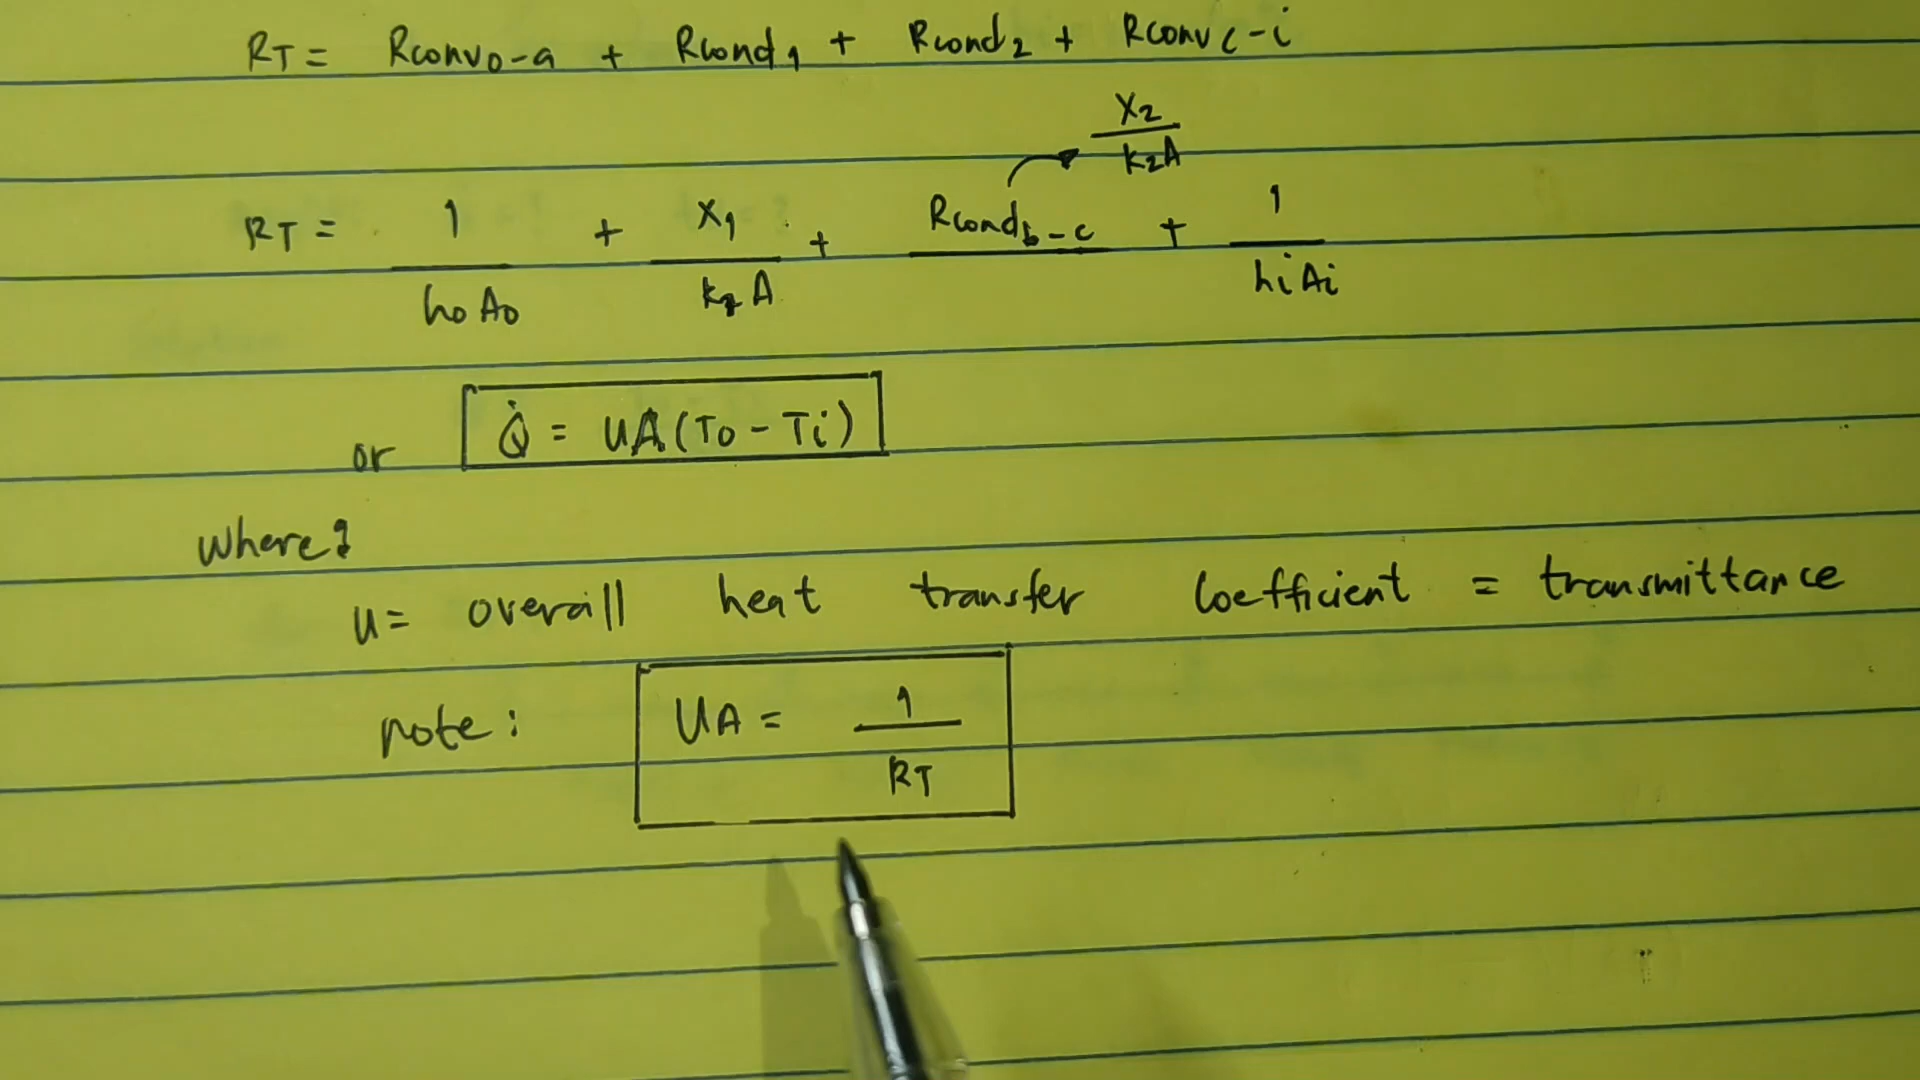 RT = Rconvo-a + Rcond1 + Rcond2 + Rconvc-i
x2
k2A
RT = 1 + x1 + Rcondb-c + 1
hoAo k1A hiAi
or Q̇ = UA(To - Ti)
Where:
U = overall heat transfer coefficient = transmittance
note: UA = 1
RT